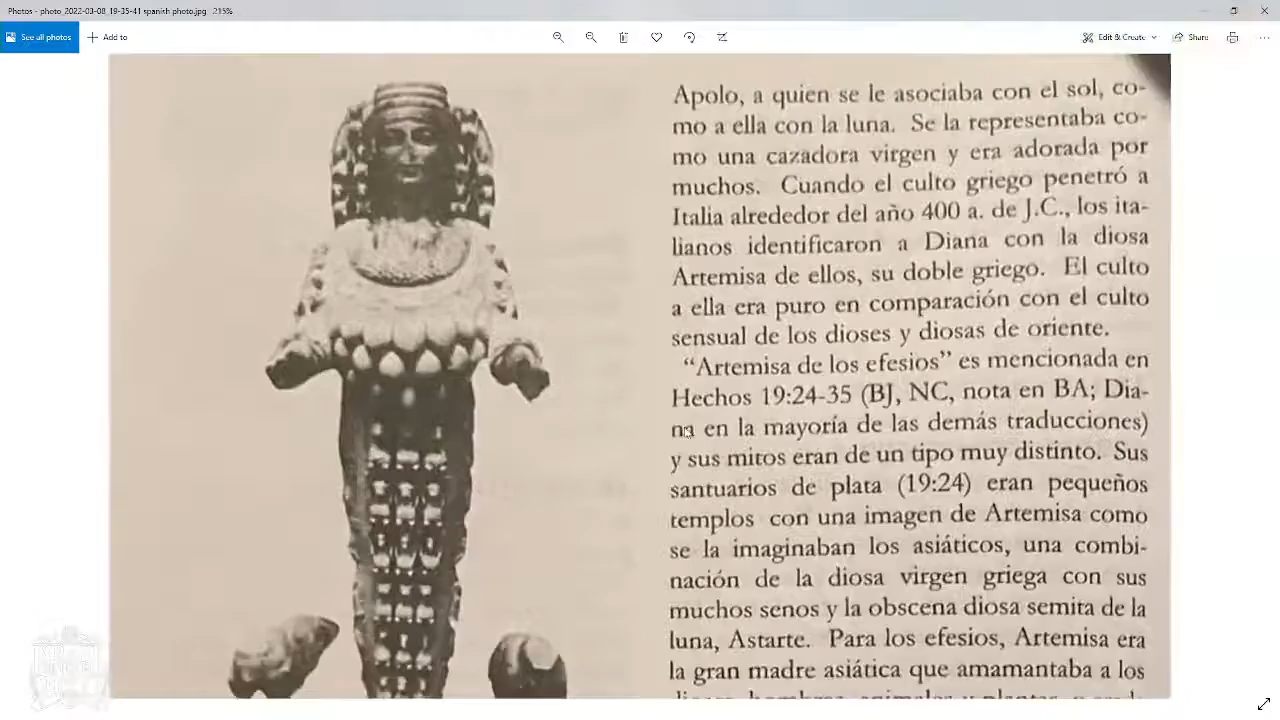 Photos - photo_2022-03-08_19-35-41 spanish photo.jpg 215%
See all photos
Add to
Edit & Create
Share
Apolo, a quien se le asociaba con el sol, co-
mo a ella con la luna. Se la representaba co-
mo una cazadora virgen y era adorada por
muchos. Cuando el culto griego penetró a
Italia alrededor del año 400 a. de J.C., los ita-
lianos identificaron a Diana con la diosa
Artemisa de ellos, su doble griego. El culto
a ella era puro en comparación con el culto
sensual de los dioses y diosas de oriente.
“Artemisa de los efesios” es mencionada en
Hechos 19:24-35 (BJ, NC, nota en BA; Dia-
na en la mayoría de las demás traducciones)
y sus mitos eran de un tipo muy distinto. Sus
santuarios de plata (19:24) eran pequeños
templos con una imagen de Artemisa como
se la imaginaban los asiáticos, una combi-
nación de la diosa virgen griega con sus
muchos senos y la obscena diosa semita de la
luna, Astarte. Para los efesios, Artemisa era
la gran madre asiática que amamantaba a los